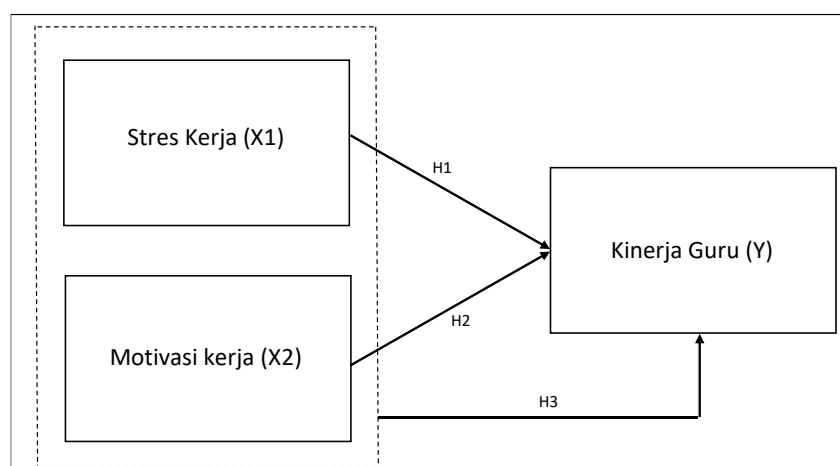 Stres Kerja (X1)
H1
Kinerja Guru (Y)
H2
Motivasi kerja (X2)
H3